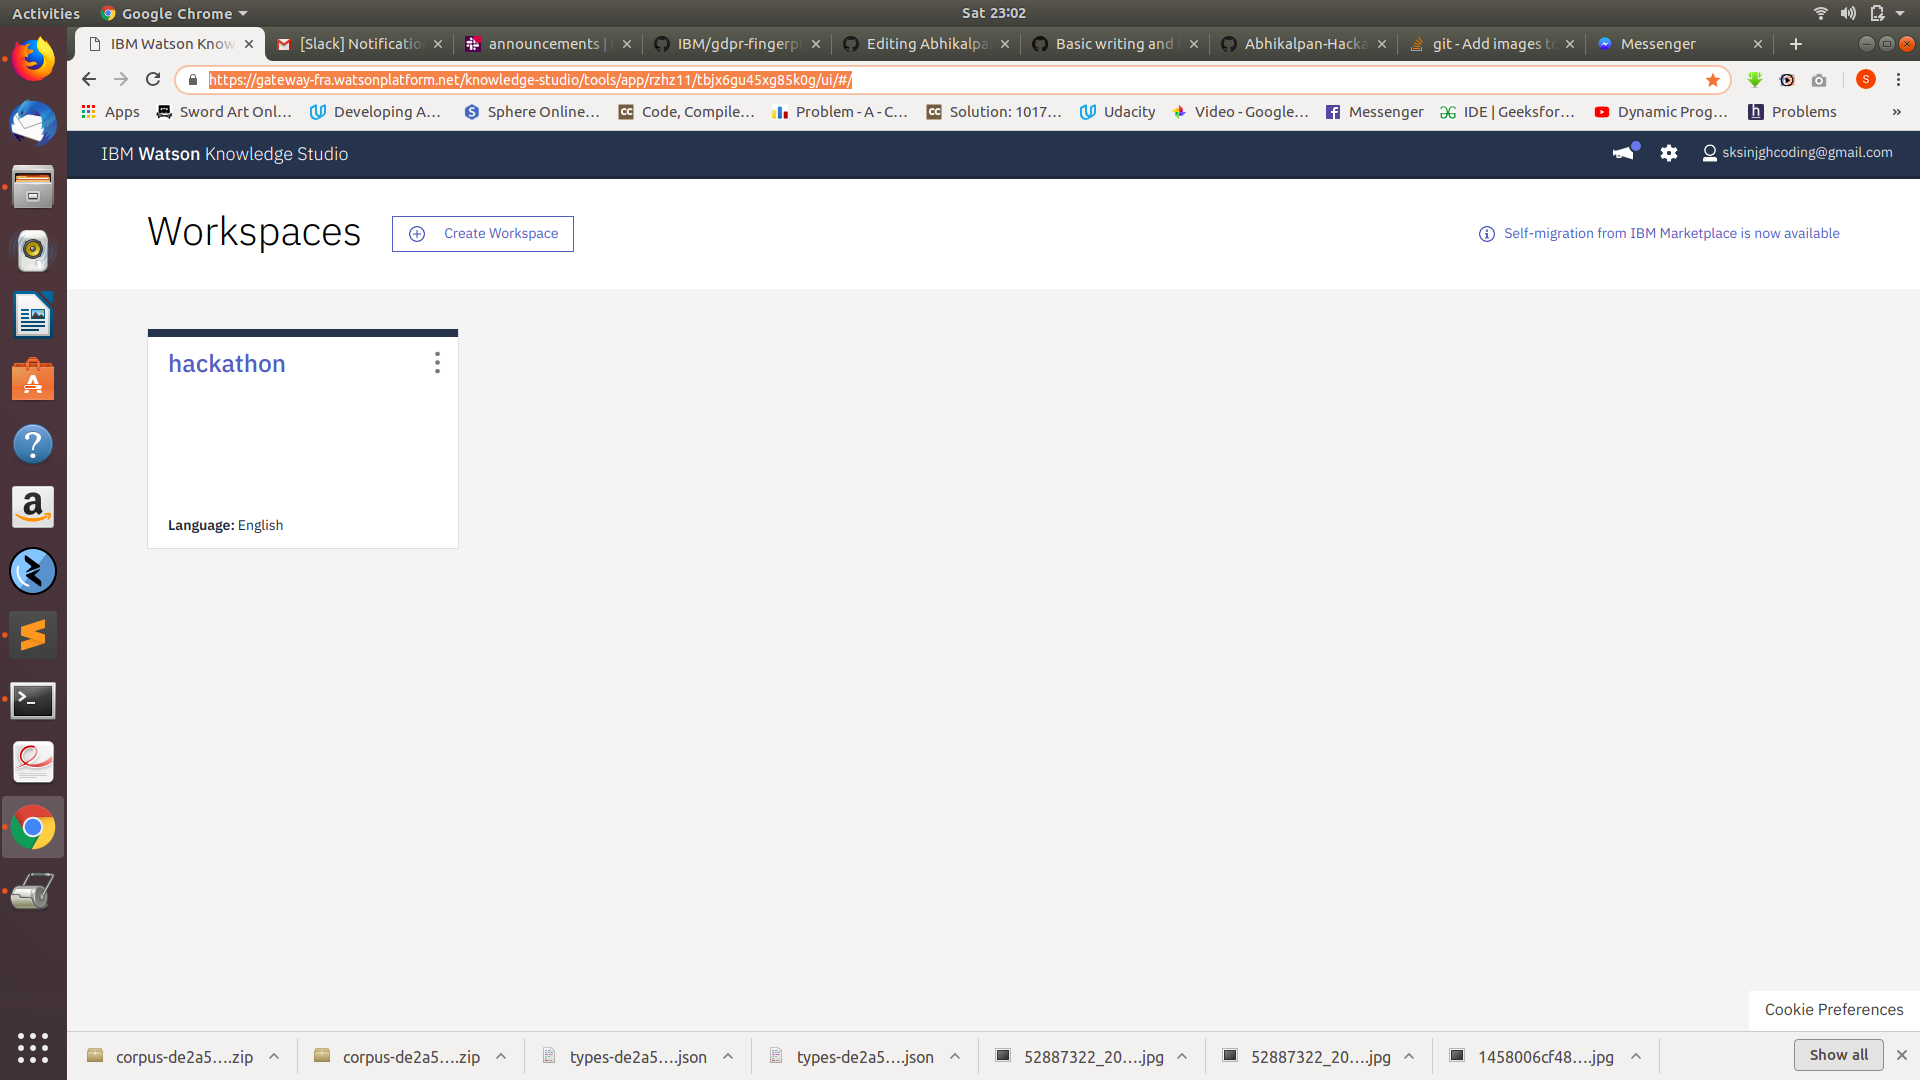 Activities Google Chrome Sat 23:02
IBM Watson Know [Slack] Notificatio announcements | IBM/gdpr-fingerp Editing Abhikalpa Basic writing and Abhikalpan-Hacka git - Add images to Messenger
https://gateway-fra.watsonplatform.net/knowledge-studio/tools/app/rzhz11/tbjx6gu45xg85k0g/ui/#/ S
Apps Sword Art Onl... Developing A... Sphere Online... CC Code, Compile... Problem - A - C... CC Solution: 1017... Udacity Video - Google... Messenger IDE | Geeksfor... Dynamic Prog... h Problems »
IBM Watson Knowledge Studio sksinjghcoding@gmail.com
Workspaces Create Workspace Self-migration from IBM Marketplace is now available
hackathon
Language: English
Cookie Preferences
corpus-de2a5....zip corpus-de2a5....zip types-de2a5....json types-de2a5....json 52887322_20....jpg 52887322_20....jpg 1458006cf48....jpg Show all